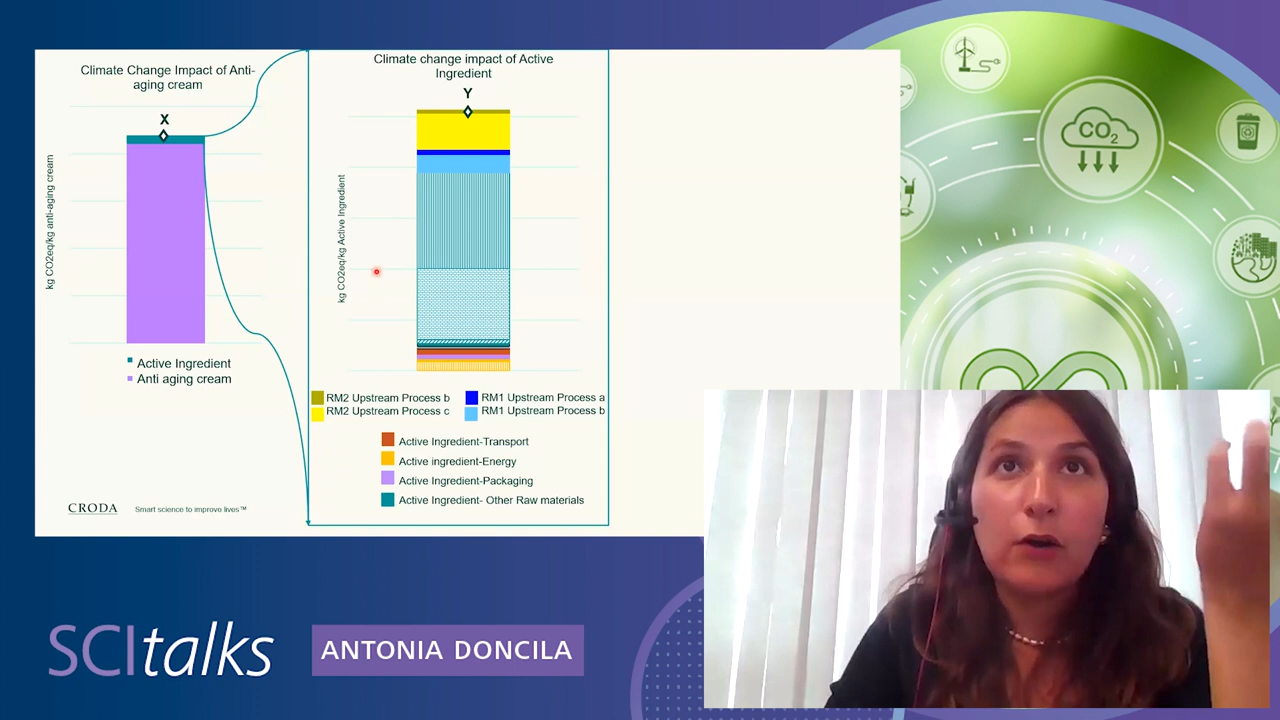 Climate Change Impact of Anti-
aging cream
X
kg CO2eq/kg anti-aging cream
Active Ingredient
Anti aging cream
CRODA
Smart science to improve lives™
Climate change impact of Active
Ingredient
Y
kg CO2eq/kg Active Ingredient
RM2 Upstream Process b
RM1 Upstream Process a
RM2 Upstream Process c
RM1 Upstream Process b
Active Ingredient-Transport
Active ingredient-Energy
Active Ingredient-Packaging
Active Ingredient- Other Raw materials
CO2
SCItalks
ANTONIA DONCILA